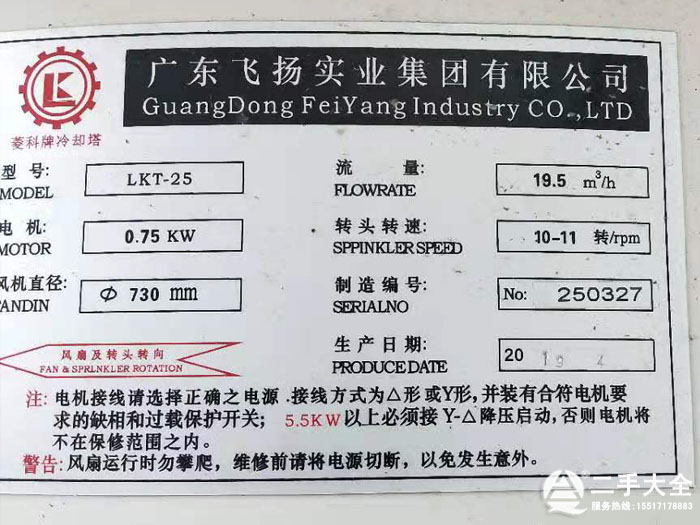 LK
广东飞扬实业集团有限公司
GuangDong FeiYang Industry CO.,LTD
菱科牌冷却塔
型号:
MODEL
LKT-25
流量:
FLOWRATE
19.5 m³/h
电机:
MOTOR
0.75 KW
转头转速:
SPPINKLER SPEED
10-11 转/rpm
风机直径:
FANDIN
Φ 730 mm
制造编号:
SERIALNO
No: 250327
生产日期:
PRODUCE DATE
20 19 4
风扇及转头转向
FAN & SPRLNKLER ROTATION
注: 电机接线请选择正确之电源.接线方式为△形或Y形,并装有合符电机要
求的缺相和过载保护开关; 5.5KW以上必须接 Y-△降压启动,否则电机将
不在保修范围之内。
警告:风扇运行时勿攀爬,维修前请将电源切断,以免发生意外。
二手大全
服务热线:15517178863